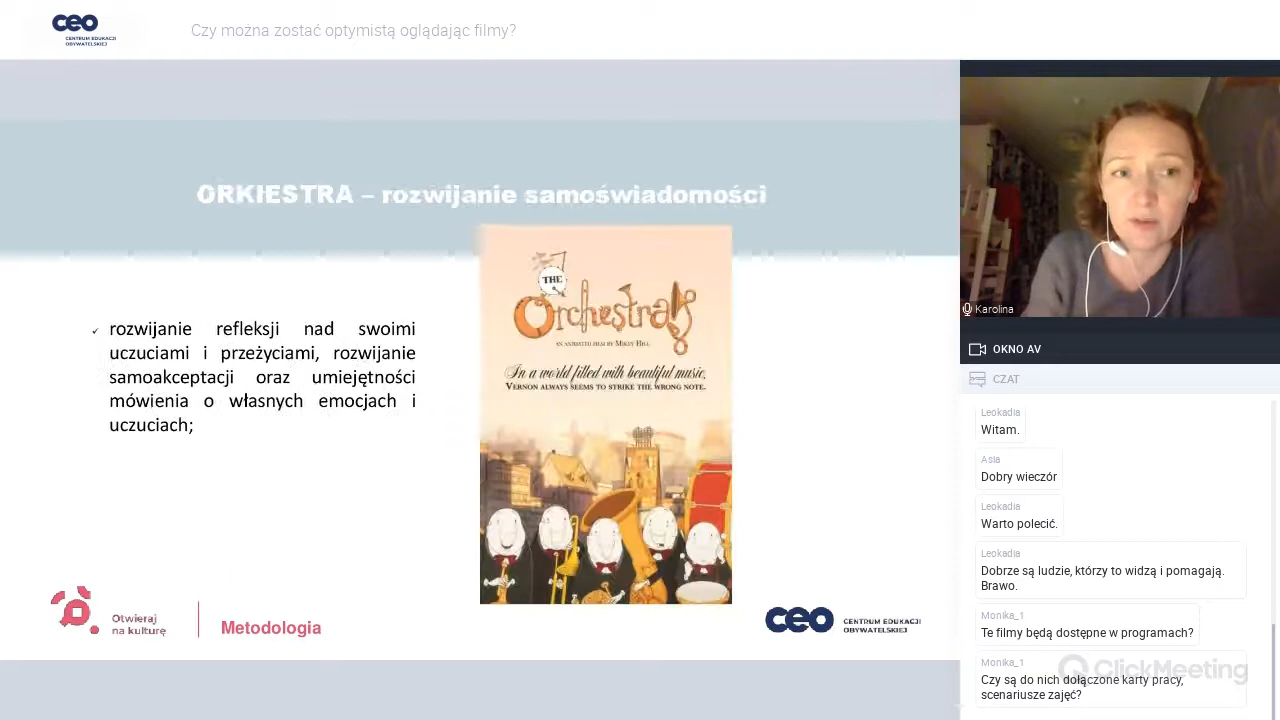 ceo
CENTRUM EDUKACJI
OBYWATELSKIEJ
Czy można zostać optymistą oglądając filmy?
ORKIESTRA – rozwijanie samoświadomości
✓ rozwijanie refleksji nad swoimi
uczuciami i przeżyciami, rozwijanie
samoakceptacji oraz umiejętności
mówienia o własnych emocjach i
uczuciach;
THE
Orchestra
AN ANIMATED FILM BY MIKEY HILL
In a world filled with beautiful music,
VERNON ALWAYS SEEMS TO STRIKE THE WRONG NOTE.
Otwieraj
na kulturę
Metodologia
ceo
CENTRUM EDUKACJI
OBYWATELSKIEJ
Karolina
OKNO AV
CZAT
Leokadia
Witam.
Asia
Dobry wieczór
Leokadia
Warto polecić.
Leokadia
Dobrze są ludzie, którzy to widzą i pomagają.
Brawo.
Monika_1
Te filmy będą dostępne w programach?
Monika_1
ClickMeeting
Czy są do nich dołączone karty pracy,
scenariusze zajęć?